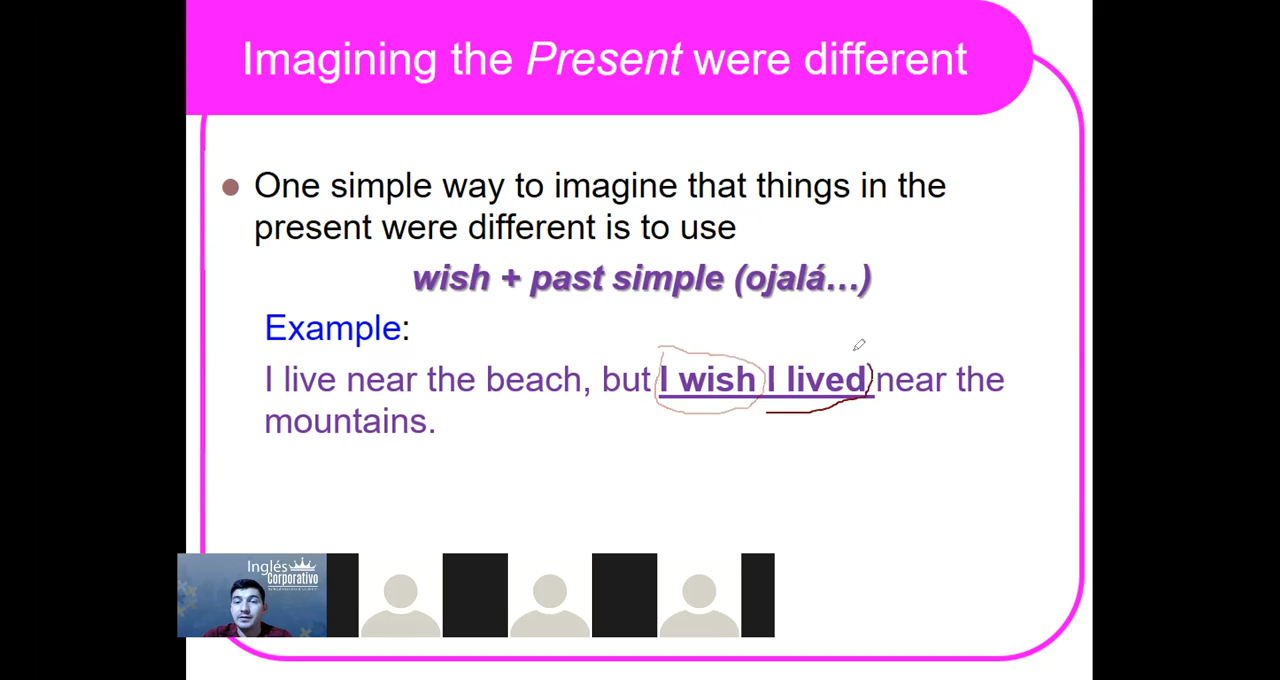 Imagining the Present were different
One simple way to imagine that things in the
present were different is to use
wish + past simple (ojalá...)
Example:
I live near the beach, but I wish I lived near the
mountains.
Inglés
Corporativo